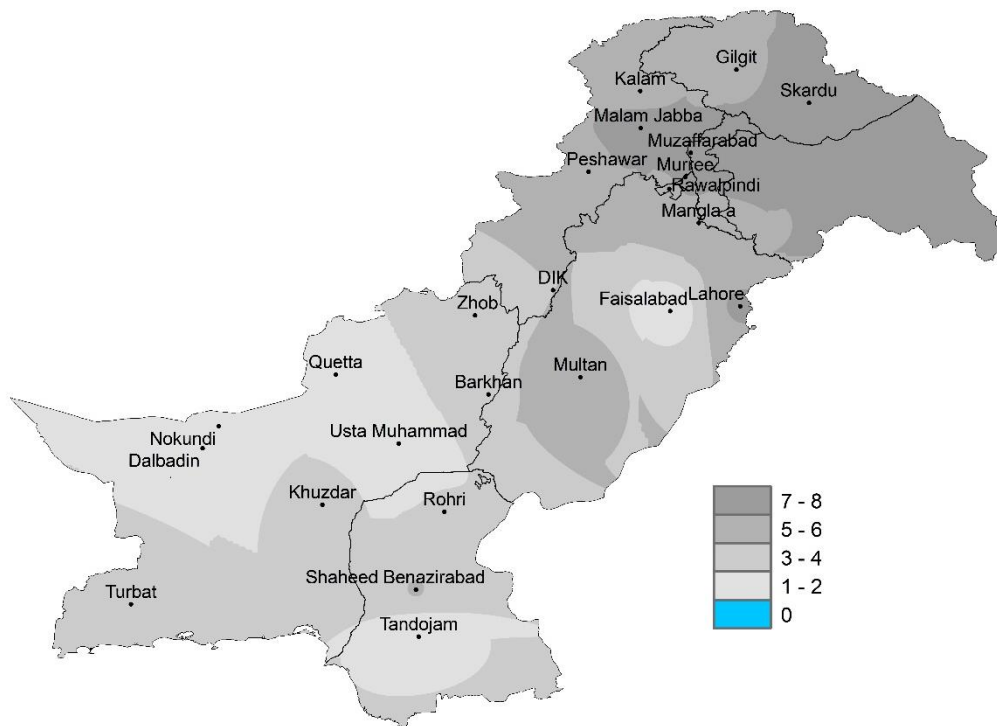 Gilgit
Kalam
Skardu
Malam Jabba
Muzaffarabad
Peshawar
Murree
Rawalpindi
Mangla a
DIK
Zhob
Faisalabad
Lahore
Quetta
Multan
Barkhan
Nokundi
Usta Muhammad
Dalbadin
Khuzdar
Rohri
Shaheed Benazirabad
Turbat
Tandojam
7 - 8
5 - 6
3 - 4
1 - 2
0